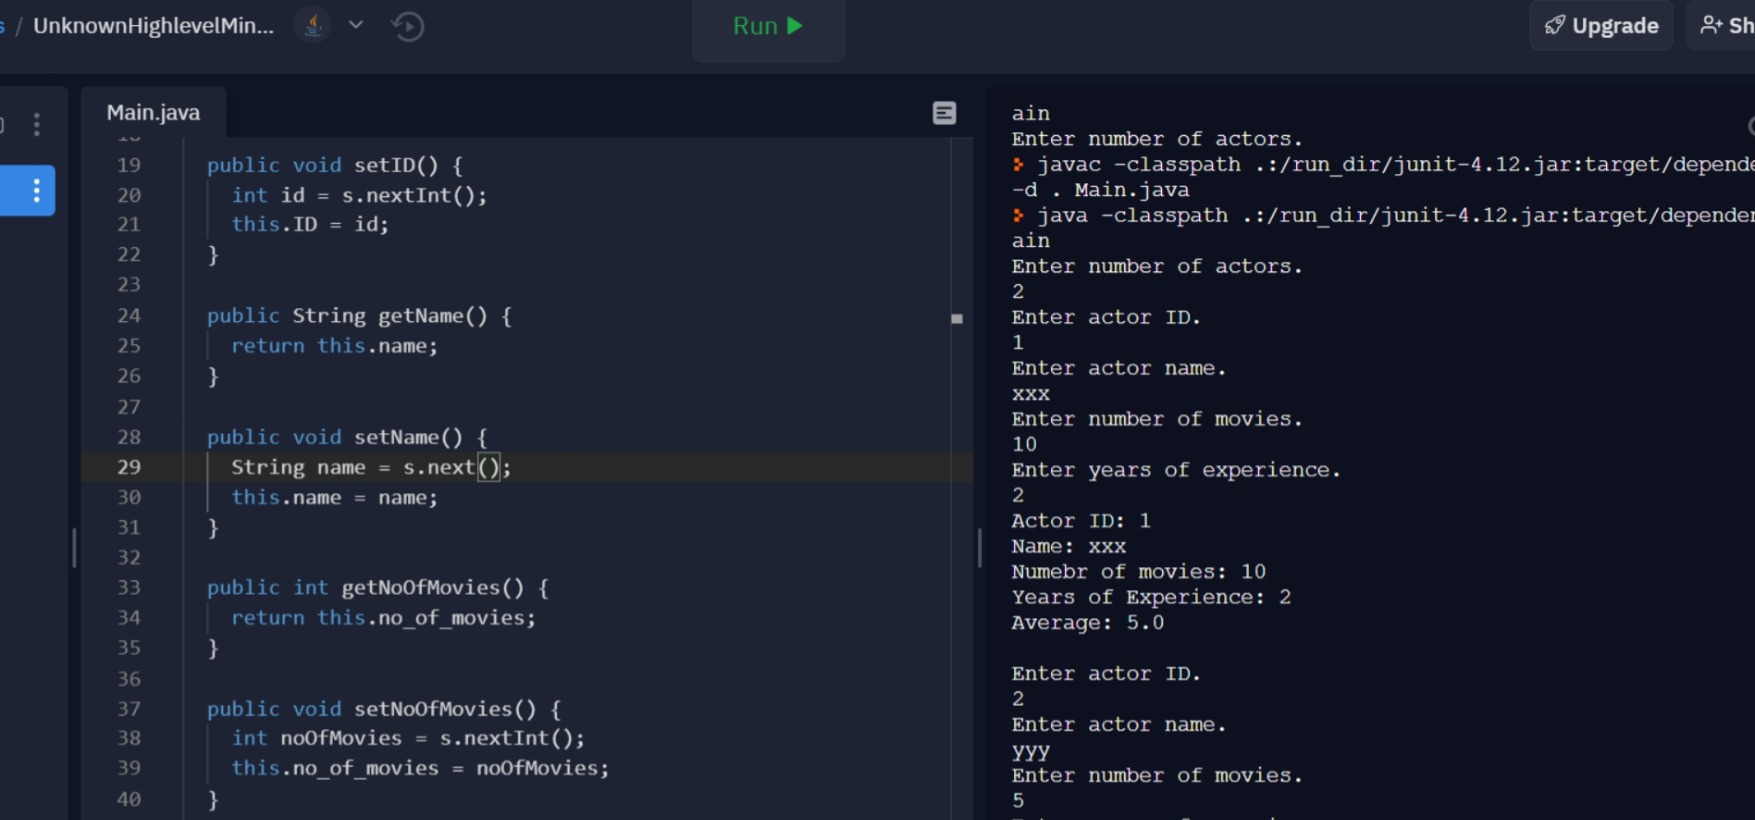 s / UnknownHighlevelMin...
Run
Upgrade
Sh
Main.java
19 public void setID() {
20 int id = s.nextInt();
21 this.ID = id;
22 }
23
24 public String getName() {
25 return this.name;
26 }
27
28 public void setName() {
29 String name = s.next();
30 this.name = name;
31 }
32
33 public int getNoOfMovies() {
34 return this.no_of_movies;
35 }
36
37 public void setNoOfMovies() {
38 int noOfMovies = s.nextInt();
39 this.no_of_movies = noOfMovies;
40 }
ain
Enter number of actors.
javac -classpath .:/run_dir/junit-4.12.jar:target/depende
-d . Main.java
java -classpath .:/run_dir/junit-4.12.jar:target/depender
ain
Enter number of actors.
2
Enter actor ID.
1
Enter actor name.
xxx
Enter number of movies.
10
Enter years of experience.
2
Actor ID: 1
Name: xxx
Numebr of movies: 10
Years of Experience: 2
Average: 5.0
Enter actor ID.
2
Enter actor name.
yyy
Enter number of movies.
5